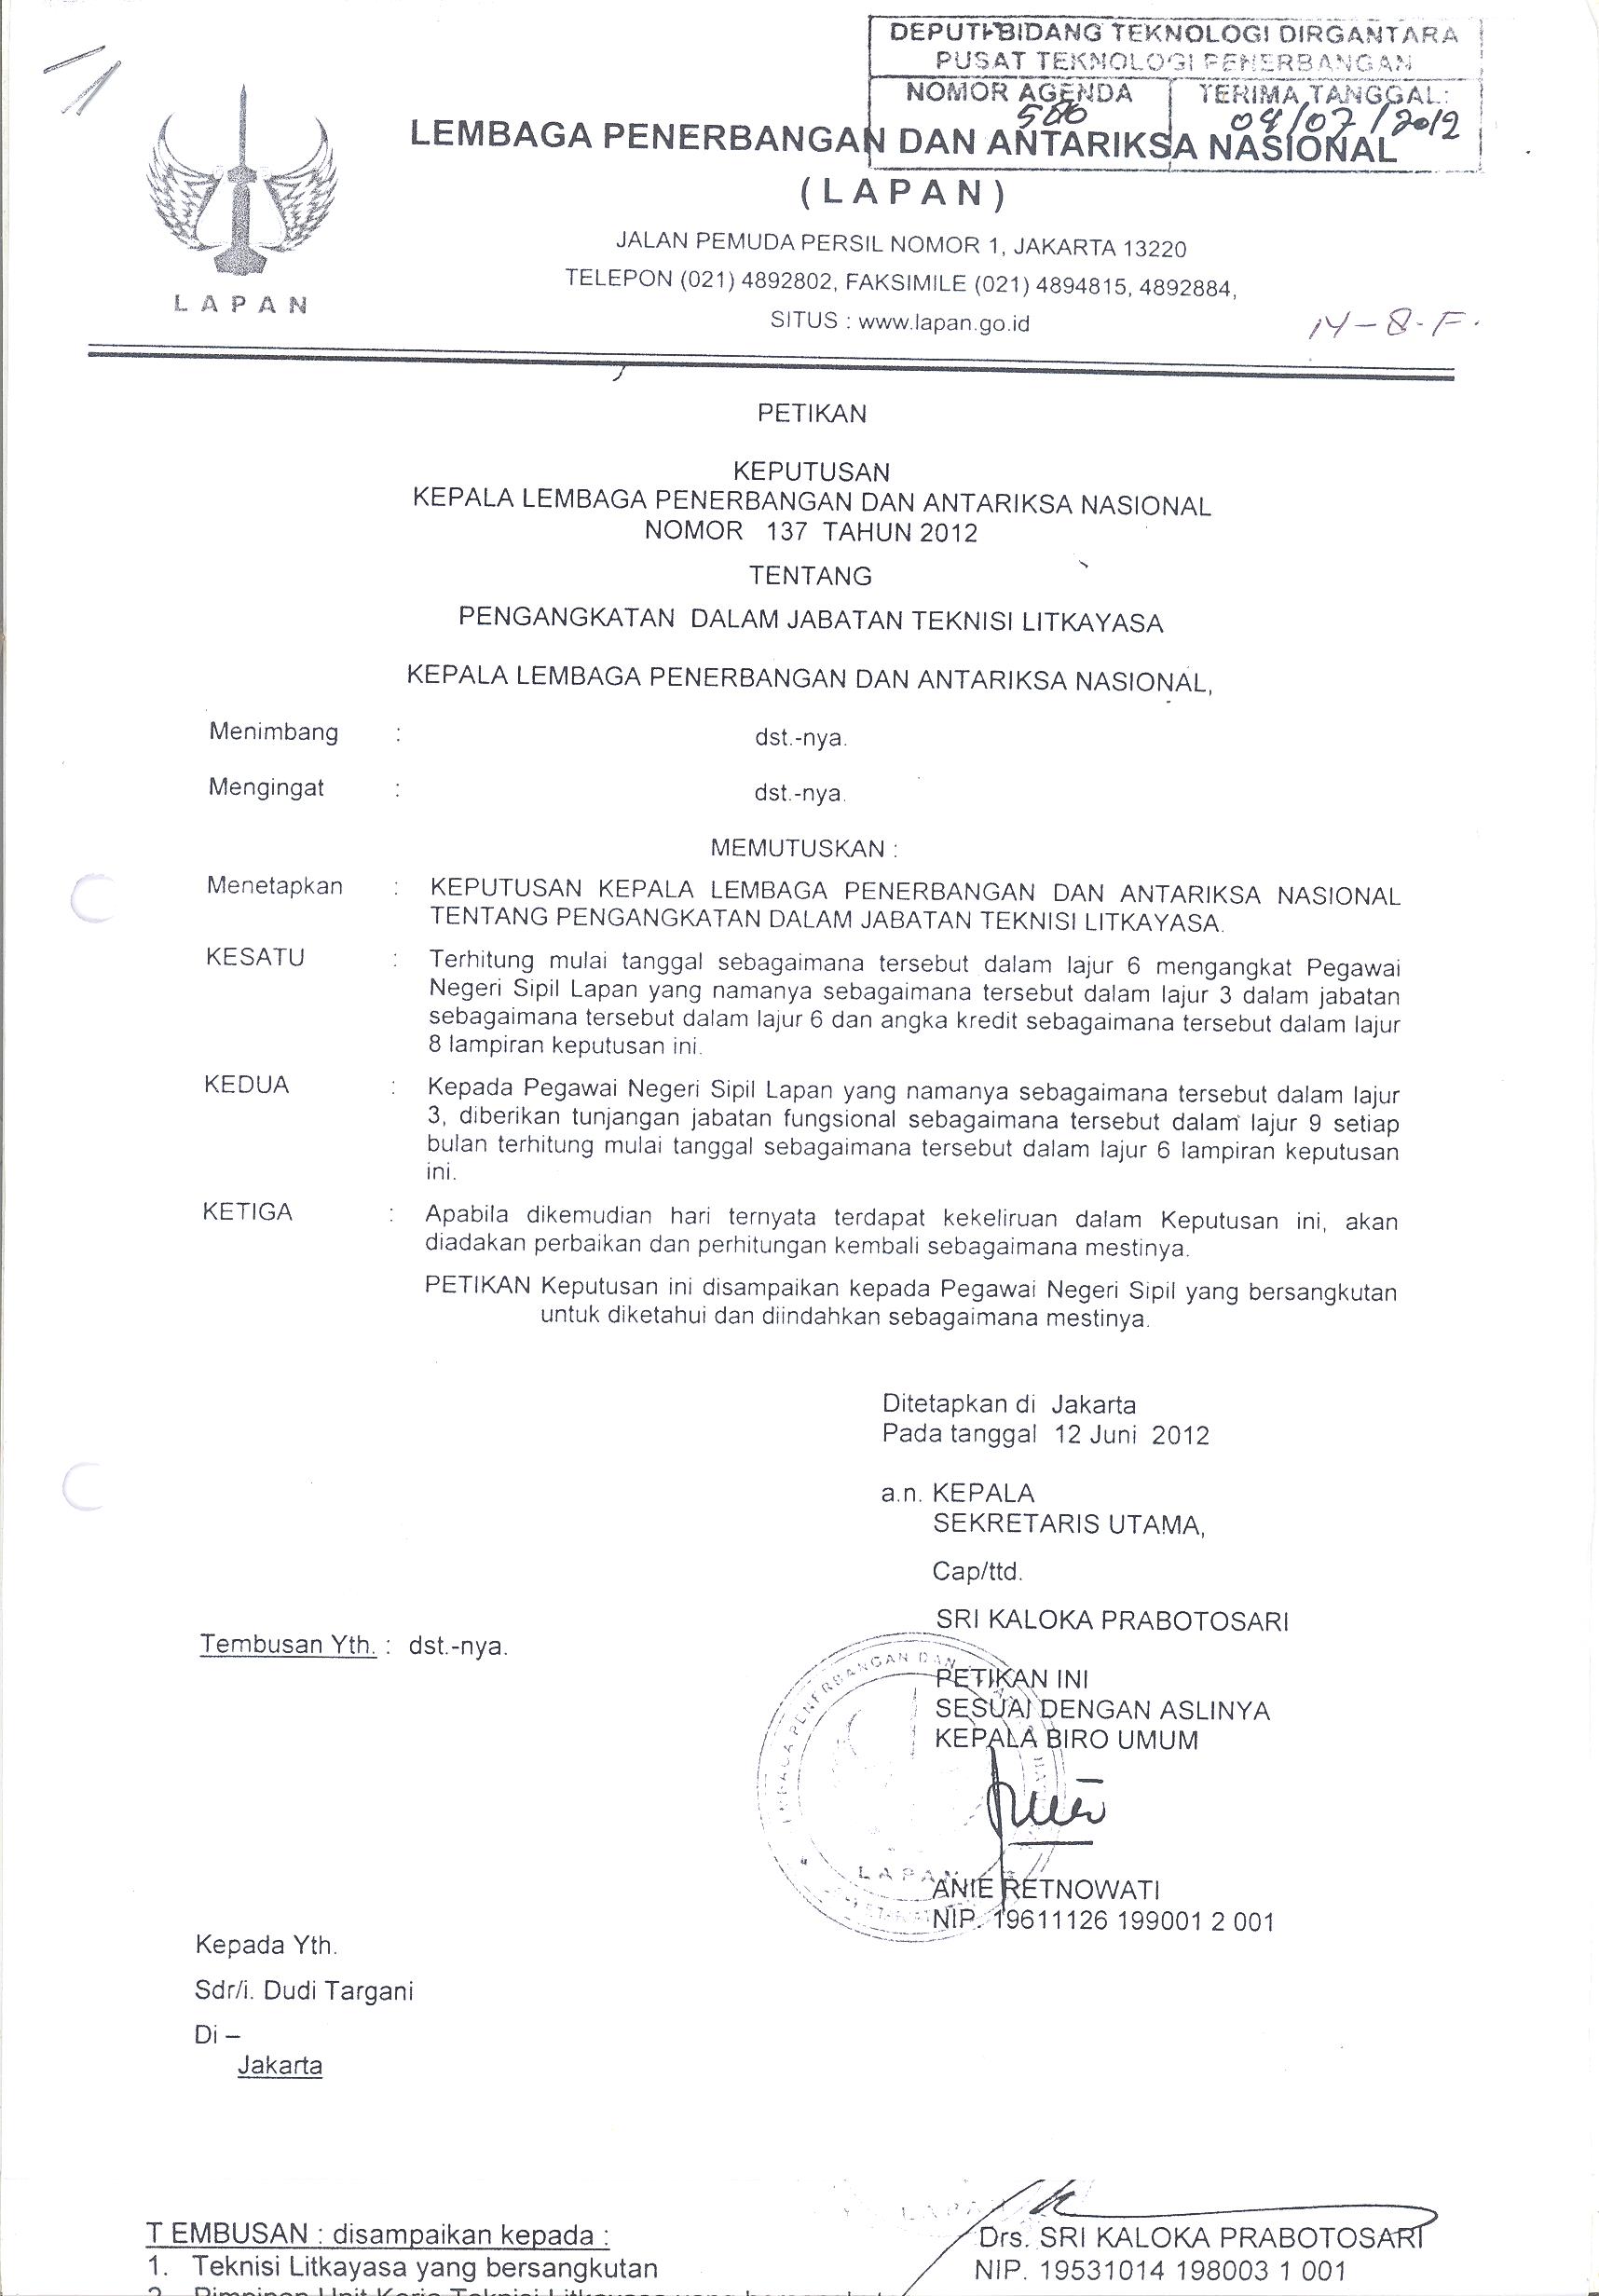 DEPUTI BIDANG TEKNOLOGI DIRGANTARA
PUSAT TEKNOLOGI PENERBANGAN
NOMOR AGENDA
TERIMA TANGGAL:
04/07/2012
LEMBAGA PENERBANGAN DAN ANTARIKSA NASIONAL
( L A P A N )
JALAN PEMUDA PERSIL NOMOR 1, JAKARTA 13220
TELEPON (021) 4892802, FAKSIMILE (021) 4894815, 4892884,
SITUS : www.lapan.go.id
L A P A N
PETIKAN
KEPUTUSAN
KEPALA LEMBAGA PENERBANGAN DAN ANTARIKSA NASIONAL
NOMOR 137 TAHUN 2012
TENTANG
PENGANGKATAN DALAM JABATAN TEKNISI LITKAYASA
KEPALA LEMBAGA PENERBANGAN DAN ANTARIKSA NASIONAL,
Menimbang : dst.-nya.
Mengingat : dst.-nya.
MEMUTUSKAN :
Menetapkan : KEPUTUSAN KEPALA LEMBAGA PENERBANGAN DAN ANTARIKSA NASIONAL
TENTANG PENGANGKATAN DALAM JABATAN TEKNISI LITKAYASA.
KESATU : Terhitung mulai tanggal sebagaimana tersebut dalam lajur 6 mengangkat Pegawai
Negeri Sipil Lapan yang namanya sebagaimana tersebut dalam lajur 3 dalam jabatan
sebagaimana tersebut dalam lajur 6 dan angka kredit sebagaimana tersebut dalam lajur
8 lampiran keputusan ini.
KEDUA : Kepada Pegawai Negeri Sipil Lapan yang namanya sebagaimana tersebut dalam lajur
3, diberikan tunjangan jabatan fungsional sebagaimana tersebut dalam lajur 9 setiap
bulan terhitung mulai tanggal sebagaimana tersebut dalam lajur 6 lampiran keputusan
ini.
KETIGA : Apabila dikemudian hari ternyata terdapat kekeliruan dalam Keputusan ini, akan
diadakan perbaikan dan perhitungan kembali sebagaimana mestinya.
PETIKAN Keputusan ini disampaikan kepada Pegawai Negeri Sipil yang bersangkutan
untuk diketahui dan diindahkan sebagaimana mestinya.
Ditetapkan di Jakarta
Pada tanggal 12 Juni 2012
a.n. KEPALA
SEKRETARIS UTAMA,
Cap/ttd.
SRI KALOKA PRABOTOSARI
Tembusan Yth. : dst.-nya.
PETIKAN INI
SESUAI DENGAN ASLINYA
KEPALA BIRO UMUM
PENERBANGAN DAN
LAPAN
ANIE RETNOWATI
NIP. 19611126 199001 2 001
Kepada Yth.
Sdr/i. Dudi Targani
Di –
Jakarta
T EMBUSAN : disampaikan kepada :
1. Teknisi Litkayasa yang bersangkutan
Drs. SRI KALOKA PRABOTOSARI
NIP. 19531014 198003 1 001